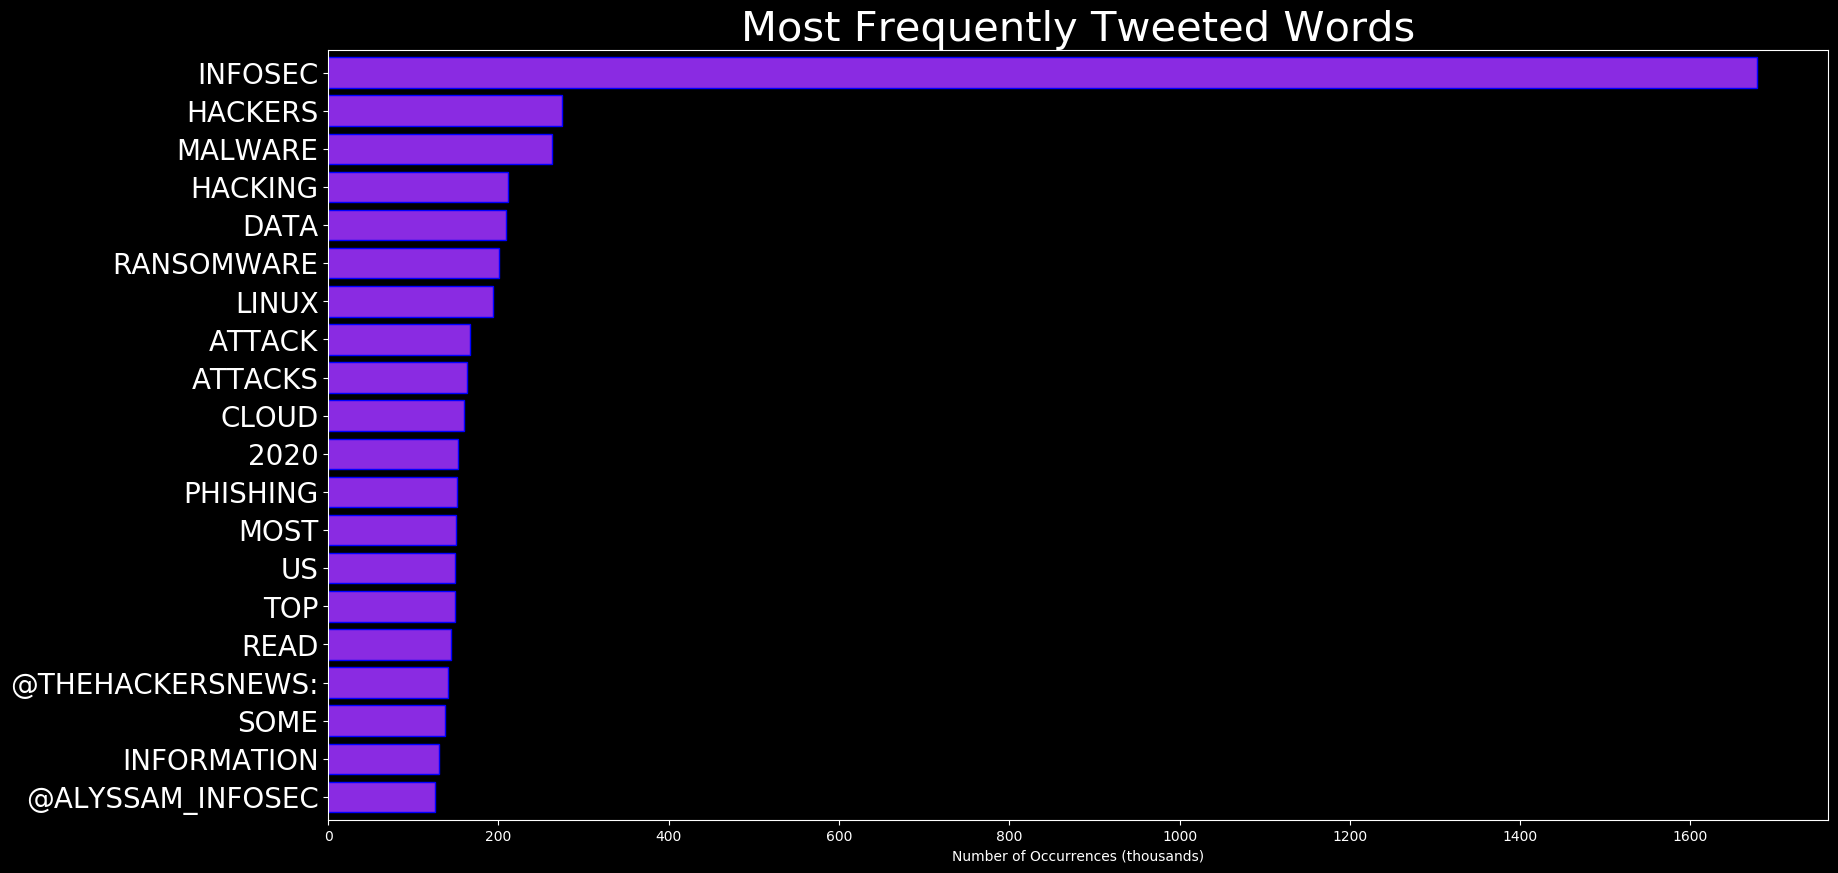 Most Frequently Tweeted Words
INFOSEC
HACKERS
MALWARE
HACKING
DATA
RANSOMWARE
LINUX
ATTACK
ATTACKS
CLOUD
2020
PHISHING
MOST
US
TOP
READ
@THEHACKERSNEWS:
SOME
INFORMATION
@ALYSSAM_INFOSEC
0 200 400 600 800 1000 1200 1400 1600
Number of Occurrences (thousands)